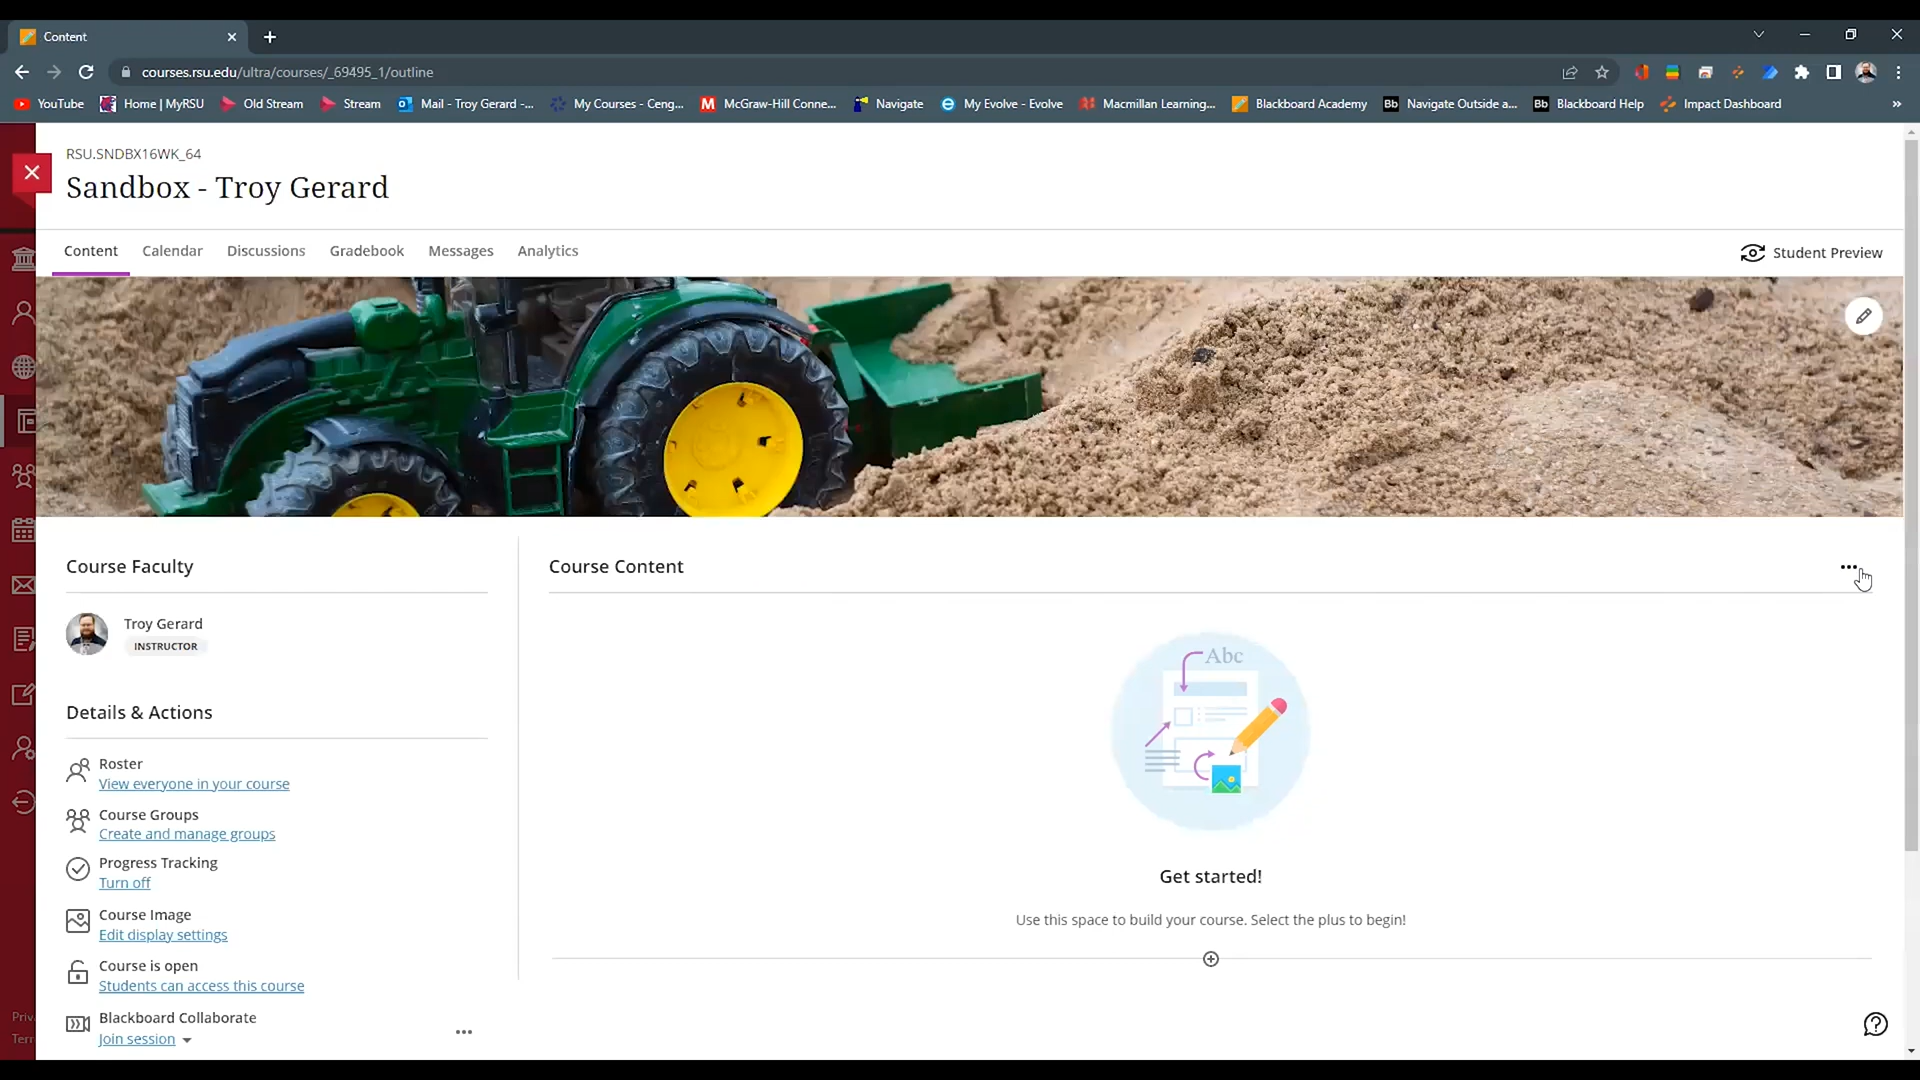 Content
courses.rsu.edu/ultra/courses/_69495_1/outline
YouTube
Home | MyRSU
Old Stream
Stream
Mail - Troy Gerard -...
My Courses - Ceng...
McGraw-Hill Conne...
Navigate
My Evolve - Evolve
Macmillan Learning...
Blackboard Academy
Bb Navigate Outside a...
Bb Blackboard Help
Impact Dashboard
RSU.SNDBX16WK_64
Sandbox - Troy Gerard
Content
Calendar
Discussions
Gradebook
Messages
Analytics
Student Preview
Course Faculty
Troy Gerard
INSTRUCTOR
Details & Actions
Roster
View everyone in your course
Course Groups
Create and manage groups
Progress Tracking
Turn off
Course Image
Edit display settings
Course is open
Students can access this course
Blackboard Collaborate
Join session
Priv
Tern
Course Content
Abc
Get started!
Use this space to build your course. Select the plus to begin!